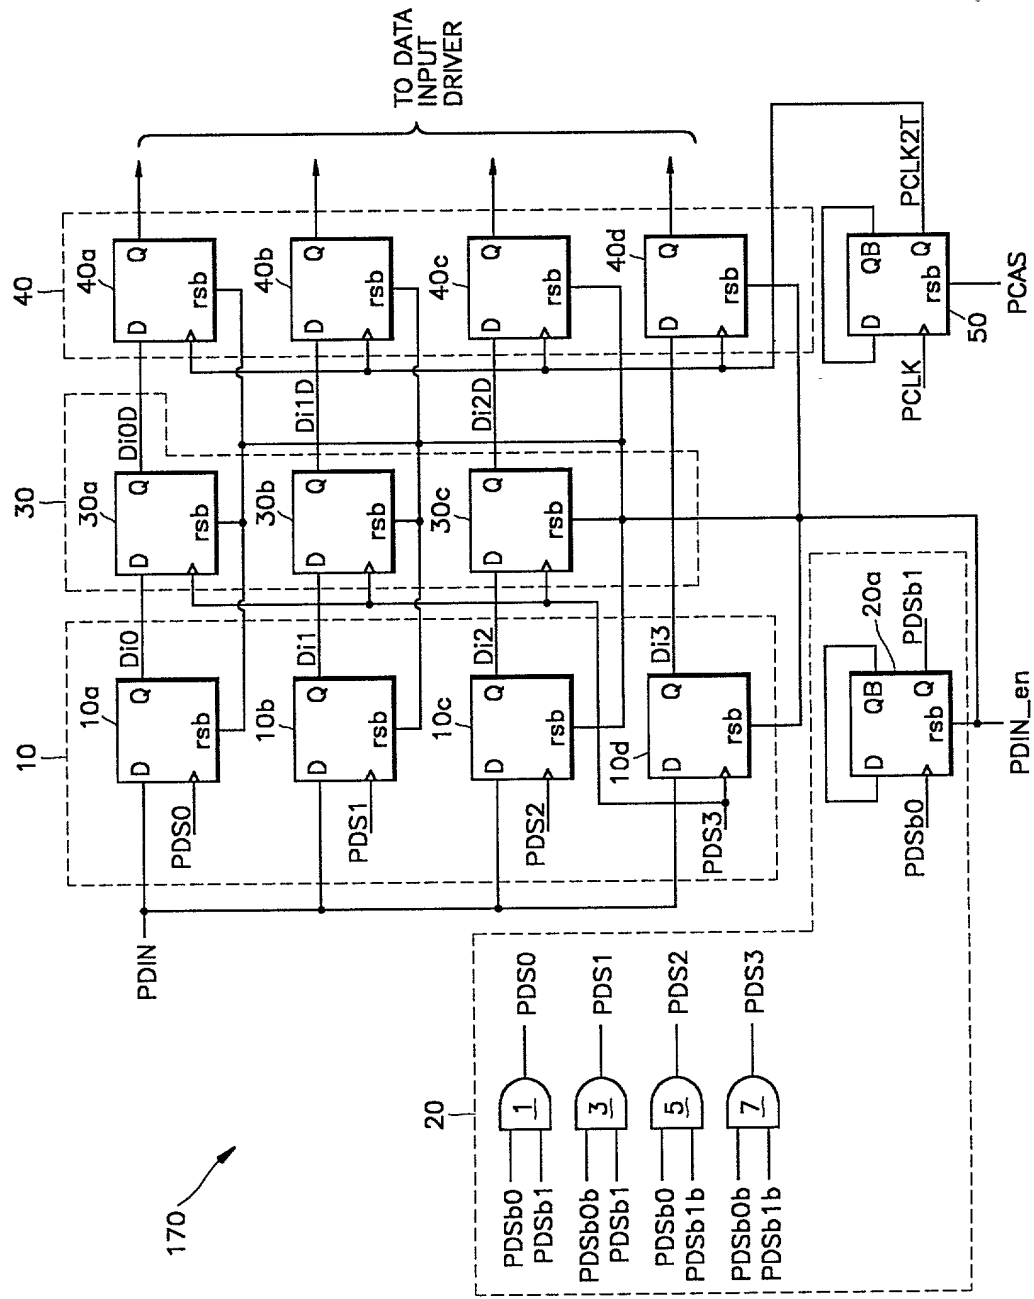 170
PDIN
10
10a
D
Q
rsb
PDS0
Di0
30
30a
D
Q
rsb
Di0D
40
40a
D
Q
rsb
10b
D
Q
rsb
PDS1
Di1
30b
D
Q
rsb
Di1D
40b
D
Q
rsb
10c
D
Q
rsb
PDS2
Di2
30c
D
Q
rsb
Di2D
40c
D
Q
rsb
10d
D
Q
rsb
PDS3
Di3
40d
D
Q
rsb
TO DATA
INPUT
DRIVER
20
PDSb0
PDSb1
1
PDS0
PDSb0b
PDSb1
3
PDS1
PDSb0
PDSb1b
5
PDS2
PDSb0b
PDSb1b
7
PDS3
20a
D
QB
Q
rsb
PDSb0
PDSb1
PDIN_en
50
D
QB
Q
rsb
PCLK
PCLK2T
PCAS